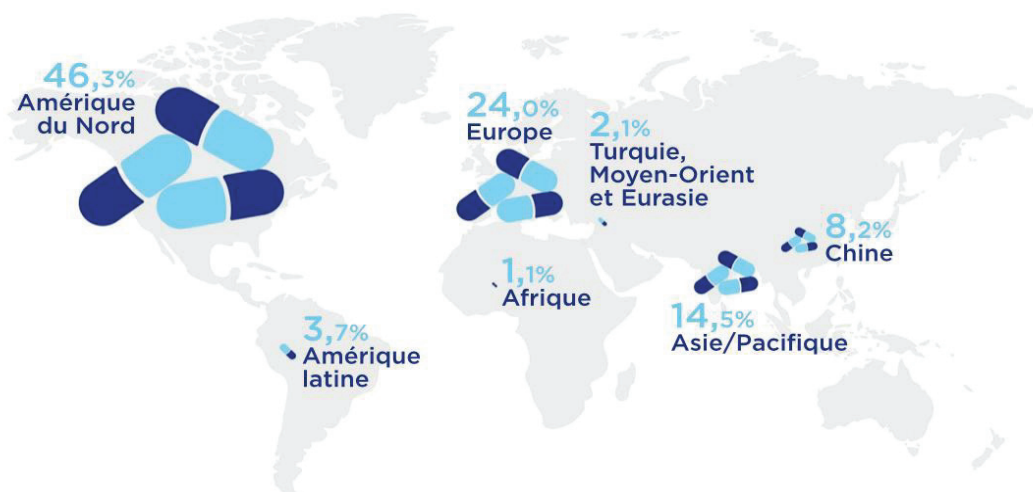 46,3%
Amérique
du Nord
24,0%
Europe
2,1%
Turquie,
Moyen-Orient
et Eurasie
8,2%
Chine
1,1%
Afrique
14,5%
Asie/Pacifique
3,7%
Amérique
latine